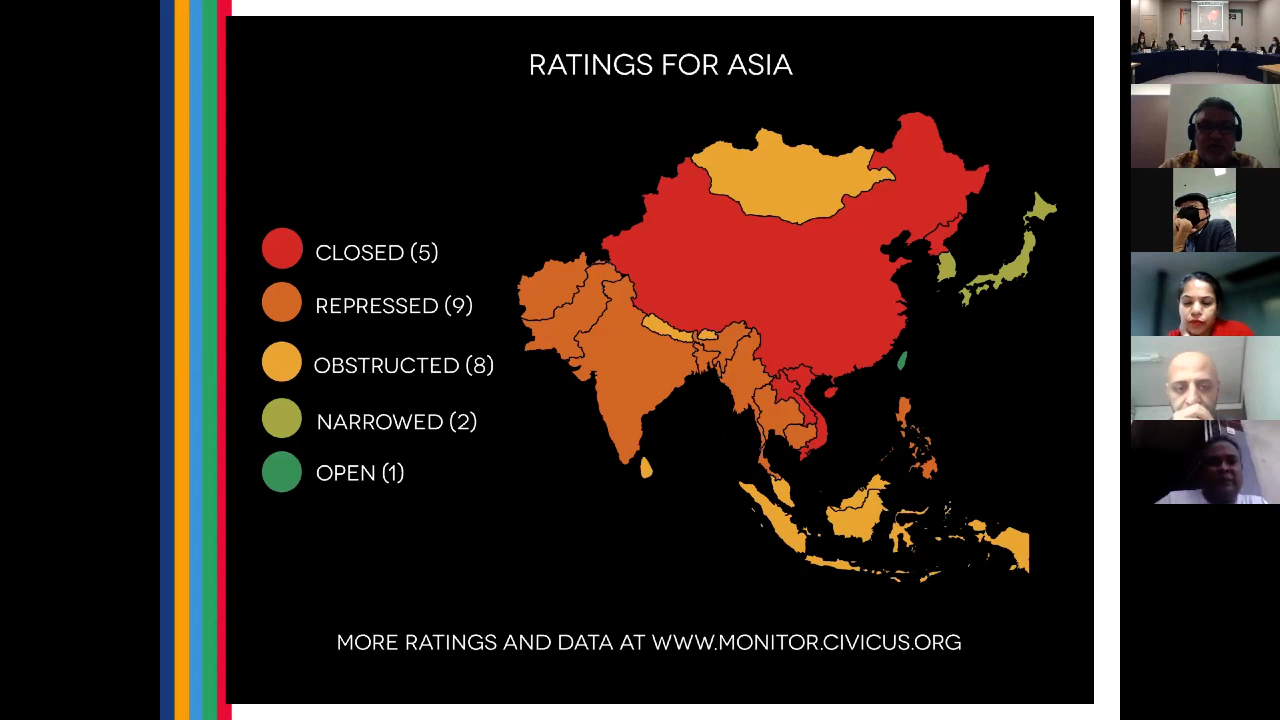 RATINGS FOR ASIA
CLOSED (5)
REPRESSED (9)
OBSTRUCTED (8)
NARROWED (2)
OPEN (1)
MORE RATINGS AND DATA AT WWW.MONITOR.CIVICUS.ORG